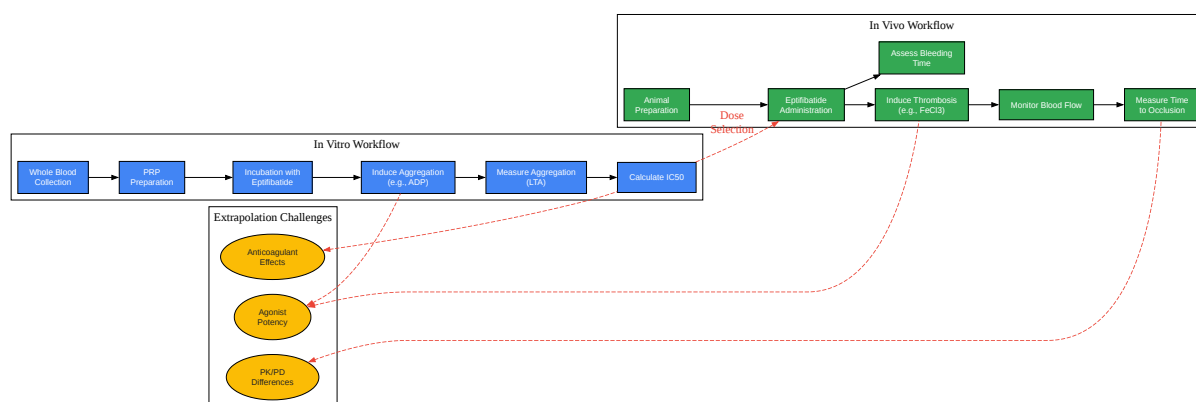 In Vivo Workflow
Assess Bleeding
Time
Animal
Preparation
Eptifibatide
Administration
Induce Thrombosis
(e.g., FeCl3)
Monitor Blood Flow
Measure Time
to Occlusion
Dose
Selection
In Vitro Workflow
Whole Blood
Collection
PRP
Preparation
Incubation with
Eptifibatide
Induce Aggregation
(e.g., ADP)
Measure Aggregation
(LTA)
Calculate IC50
Extrapolation Challenges
Anticoagulant
Effects
Agonist
Potency
PK/PD
Differences